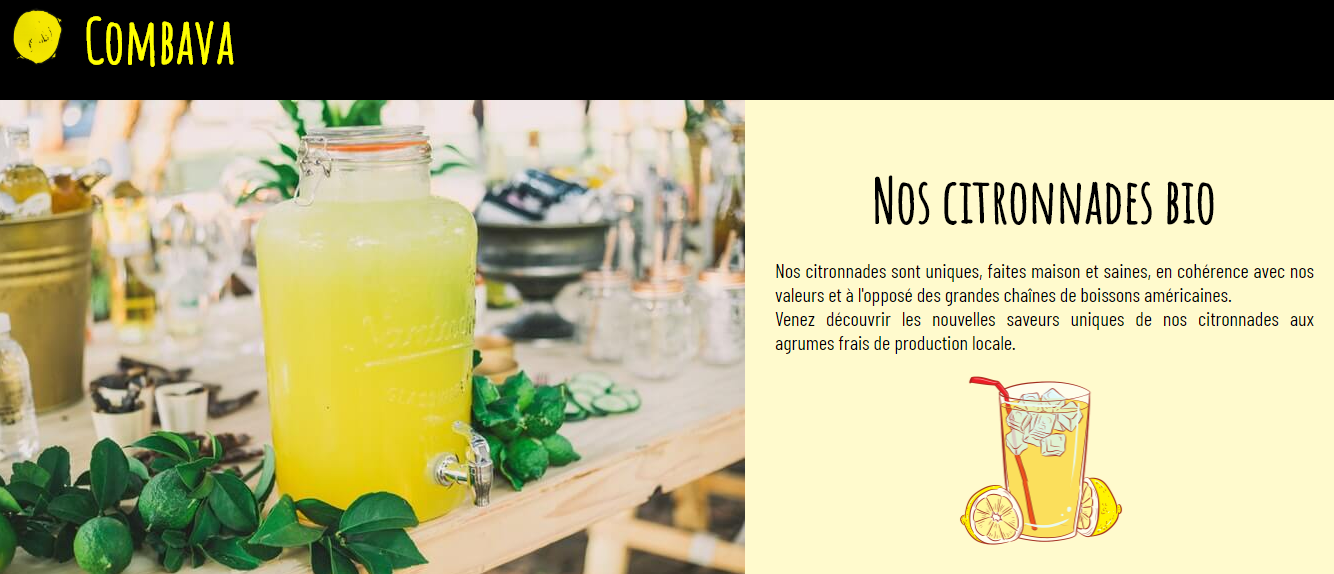 Combava
Nos citronnades bio
Nos citronnades sont uniques, faites maison et saines, en cohérence avec nos
valeurs et à l'opposé des grandes chaînes de boissons américaines.
Venez découvrir les nouvelles saveurs uniques de nos citronnades aux
agrumes frais de production locale.